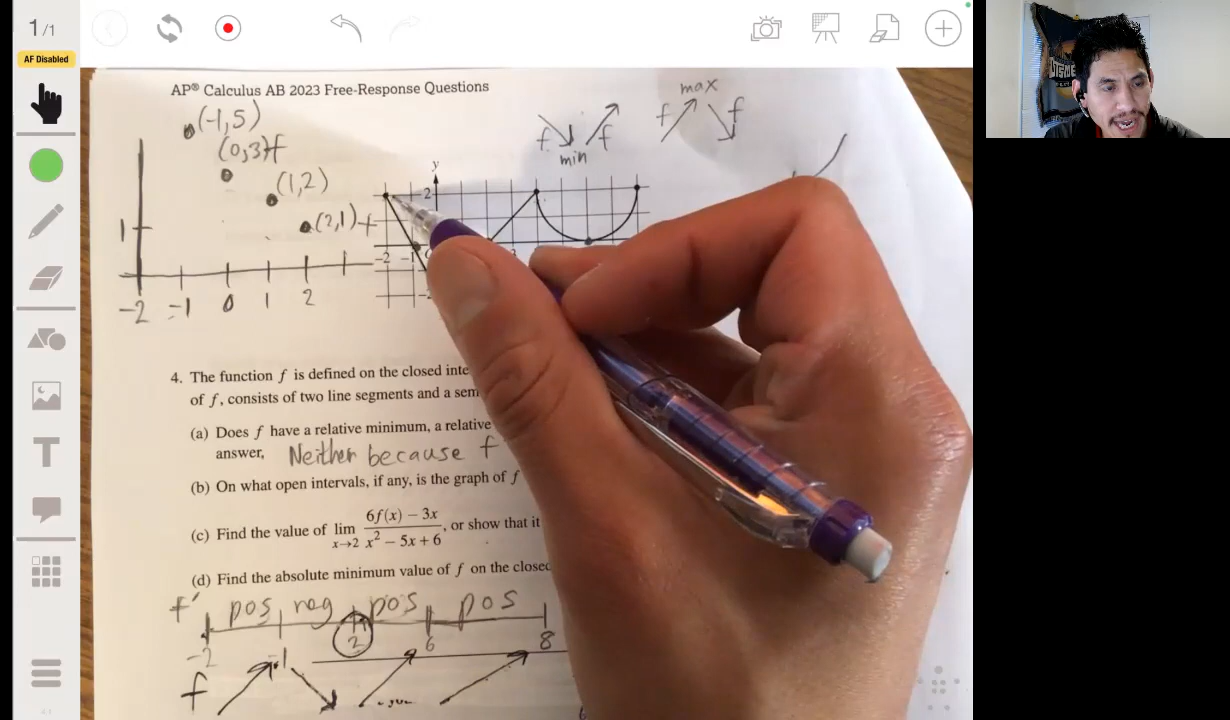 1/1
AF Disabled
T
AP® Calculus AB 2023 Free-Response Questions
max
(-1,5)
(0,3)
f
f
f
f
f
min
(1,2)
(2,1)
y
2
1
-2
-1
-2 -1 0 1 2
4. The function f is defined on the closed inte
of f, consists of two line segments and a sem
(a) Does f have a relative minimum, a relative
answer, Neither because f
(b) On what open intervals, if any, is the graph of f
(c) Find the value of lim x→2 6f(x) − 3x / x² − 5x + 6, or show that it
(d) Find the absolute minimum value of f on the closed
f' pos neg pos pos
-2 -1 2 6 8
f